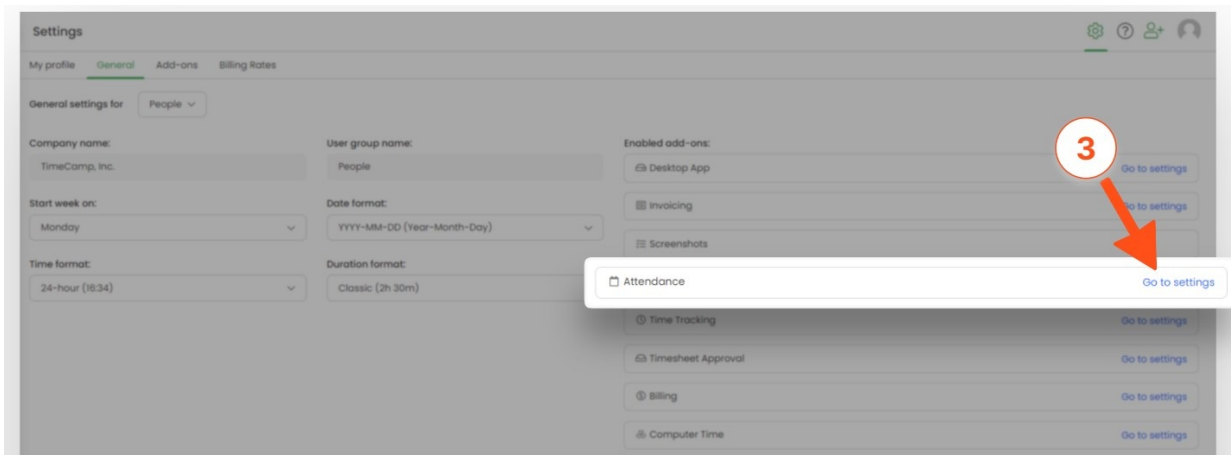 Settings
My profile General Add-ons Billing Rates
General settings for People
Company name:
TimeCamp, Inc.
User group name:
People
Start week on:
Monday
Date format:
YYYY-MM-DD (Year-Month-Day)
Time format:
24-hour (16:34)
Duration format:
Classic (2h 30m)
Enabled add-ons:
3
Desktop App Go to settings
Invoicing Go to settings
Screenshots
Attendance Go to settings
Time Tracking Go to settings
Timesheet Approval Go to settings
Billing Go to settings
Computer Time Go to settings